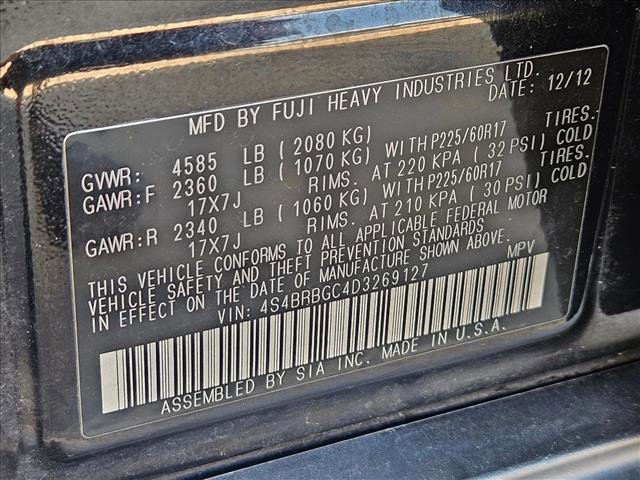 MFD BY FUJI HEAVY INDUSTRIES LTD.
DATE: 12/12
GVWR: 4585 LB (2080 KG)
GAWR:F 2360 LB (1070 KG) WITH P225/60R17 TIRES.
17X7J RIMS. AT 220 KPA (32 PSI) COLD
GAWR:R 2340 LB (1060 KG) WITH P225/60R17 TIRES.
17X7J RIMS. AT 210 KPA (30 PSI) COLD
THIS VEHICLE CONFORMS TO ALL APPLICABLE FEDERAL MOTOR
VEHICLE SAFETY AND THEFT PREVENTION STANDARDS
IN EFFECT ON THE DATE OF MANUFACTURE SHOWN ABOVE.
VIN: 4S4BRBGC4D3269127 MPV
ASSEMBLED BY SIA INC. MADE IN U.S.A.